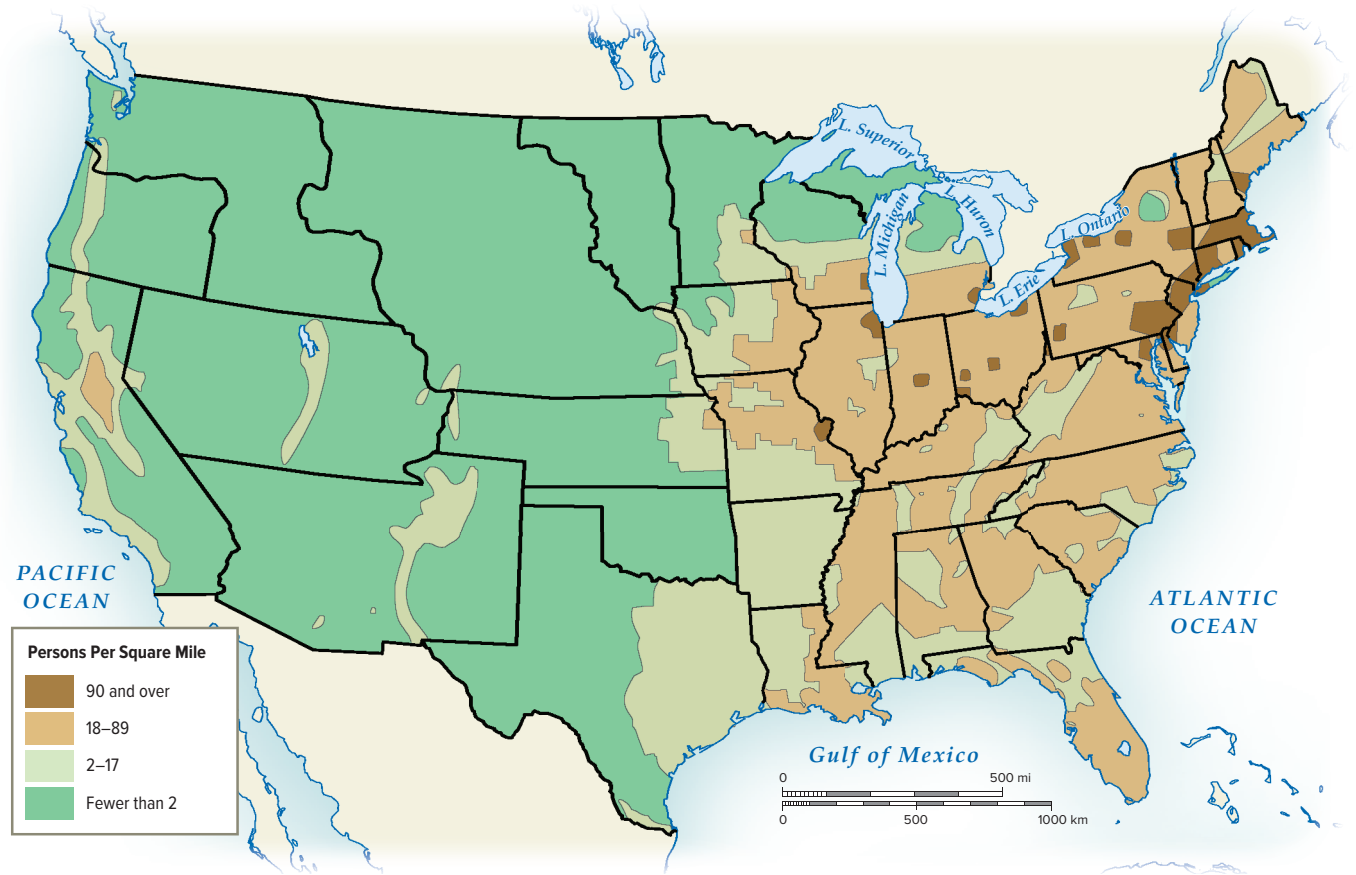 L. Superior
L. Michigan
L. Huron
L. Ontario
L. Erie
PACIFIC
OCEAN
ATLANTIC
OCEAN
Gulf of Mexico
Persons Per Square Mile
90 and over
18–89
2–17
Fewer than 2
0 500 mi
0 500 1000 km